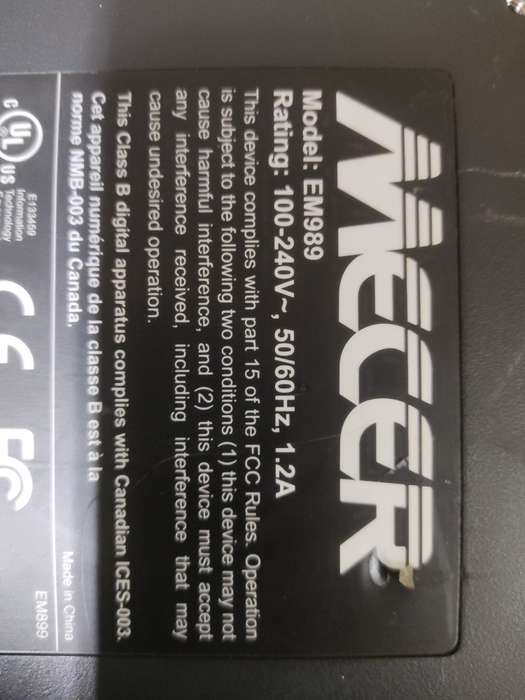 MECER
Model: EM989
Rating: 100-240V~, 50/60Hz, 1.2A
This device complies with part 15 of the FCC Rules. Operation
is subject to the following two conditions (1) this device may not
cause harmful interference, and (2) this device must accept
any interference received, including interference that may
cause undesired operation.
This Class B digital apparatus complies with Canadian ICES-003.
Cet appareil numérique de la classe B est à la
norme NMB-003 du Canada.
Made in China
c UL US
E133459
Information
Technology
CE FC
EM899